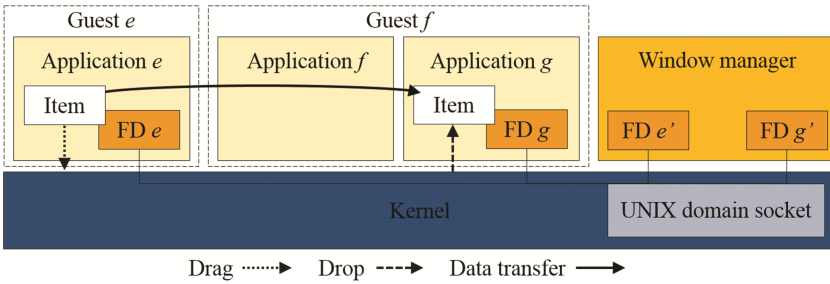 Guest e
Guest f
Application e
Application f
Application g
Window manager
Item
Item
FD e
FD g
FD e’
FD g’
Kernel
UNIX domain socket
Drag
Drop
Data transfer